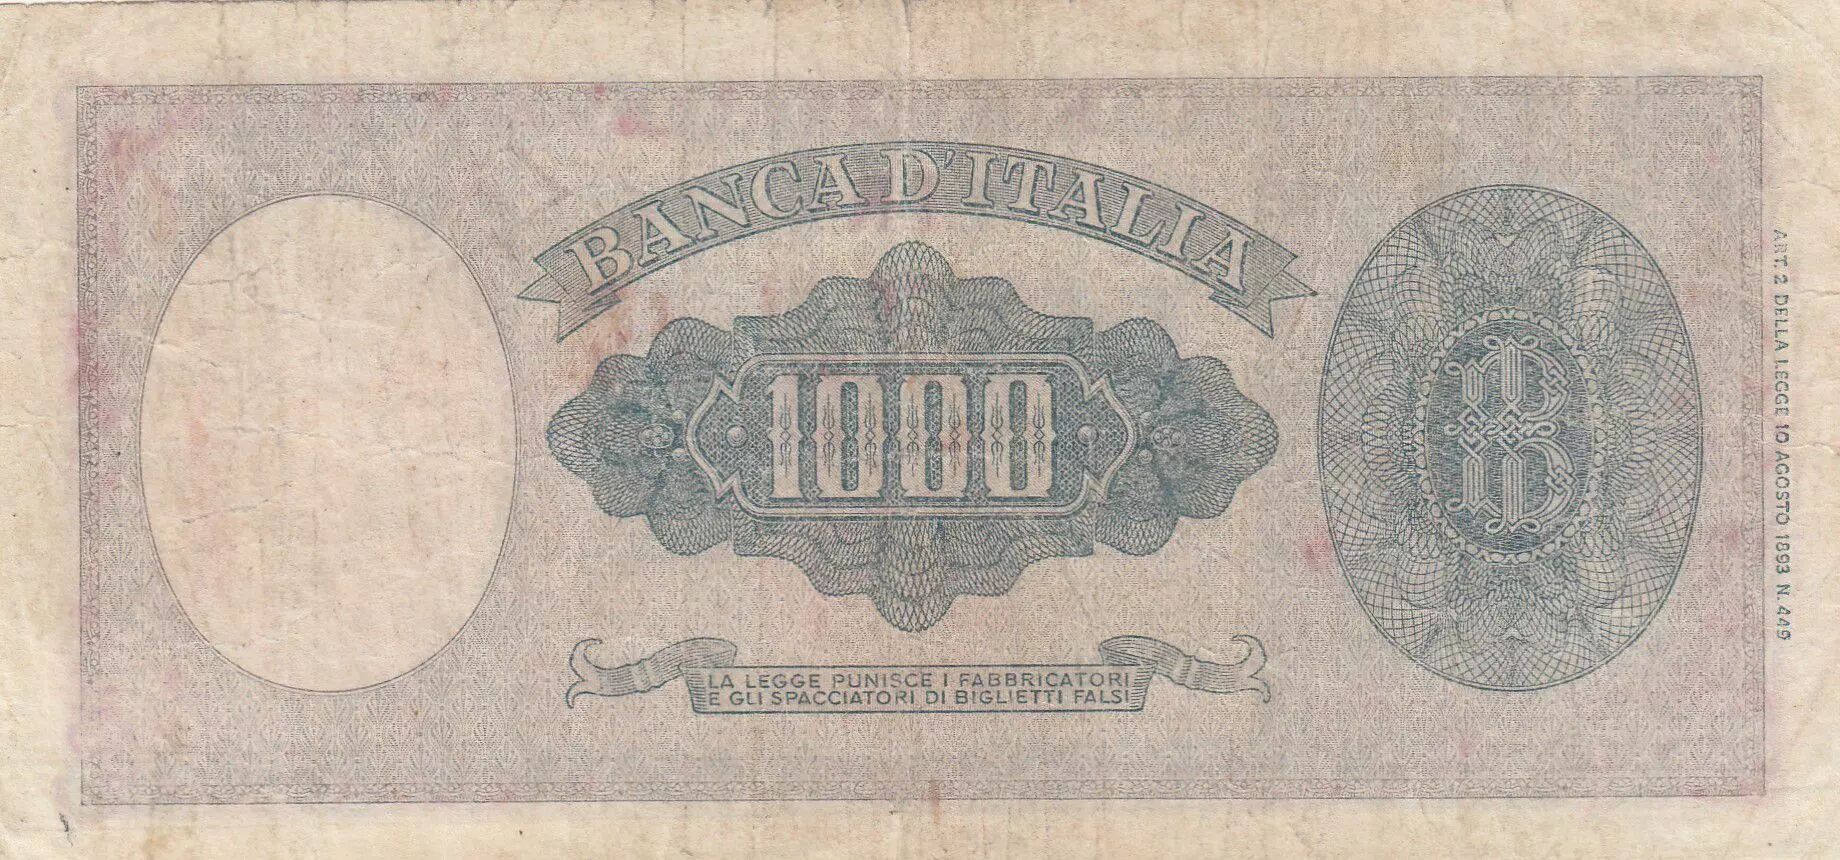 BANCA D'ITALIA
1000
B
LA LEGGE PUNISCE I FABBRICATORI
E GLI SPACCIATORI DI BIGLIETTI FALSI
ART. 2 DELLA LEGGE 10 AGOSTO 1893 N. 449